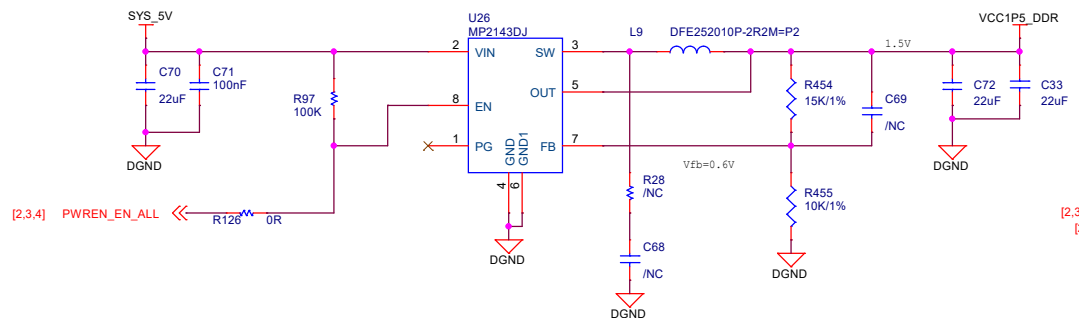 SYS_5V
U26
MP2143DJ
L9
DFE252010P-2R2M=P2
VCC1P5_DDR
1.5V
2
VIN
SW
3
C70
22uF
C71
100nF
R97
100K
8
EN
OUT
5
R454
15K/1%
C69
/NC
C72
22uF
C33
22uF
1
PG
GND
GND1
FB
7
Vfb=0.6V
4
6
DGND
R28
/NC
R455
10K/1%
DGND
[2,3,4]
PWREN_EN_ALL
R126
0R
DGND
C68
/NC
DGND
DGND
[2,3